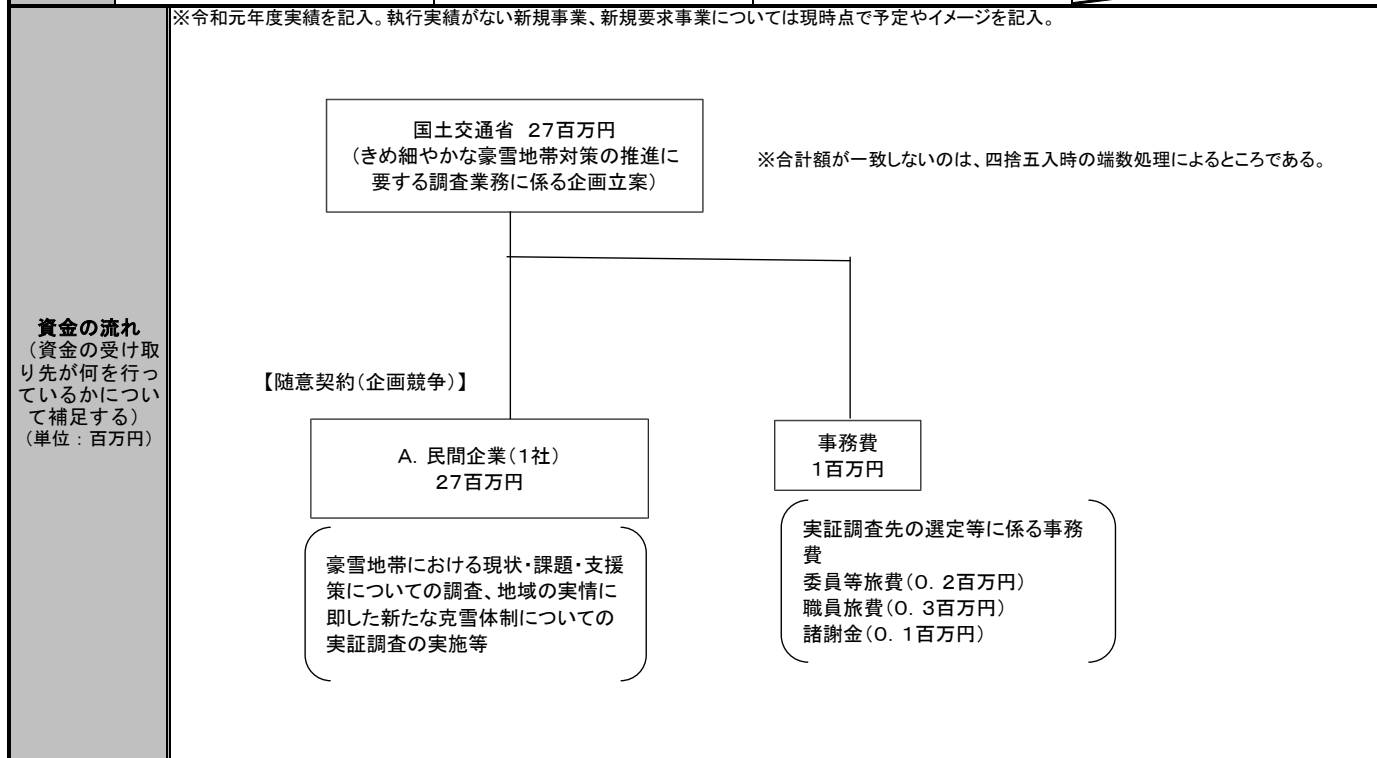 ※令和元年度実績を記入。執行実績がない新規事業、新規要求事業については現時点で予定やイメージを記入。
国土交通省 27百万円
(きめ細やかな豪雪地帯対策の推進に
要する調査業務に係る企画立案)
※合計額が一致しないのは、四捨五入時の端数処理によるところである。
資金の流れ
(資金の受け取
り先が何を行っ
ているかについ
て補足する)
(単位:百万円)
【随意契約(企画競争)】
A.民間企業(1社)
27百万円
事務費
1百万円
豪雪地帯における現状・課題・支援
策についての調査、地域の実情に
即した新たな克雪体制についての
実証調査の実施等
実証調査先の選定等に係る事務
費
委員等旅費(0.2百万円)
職員旅費(0.3百万円)
諸謝金(0.1百万円)